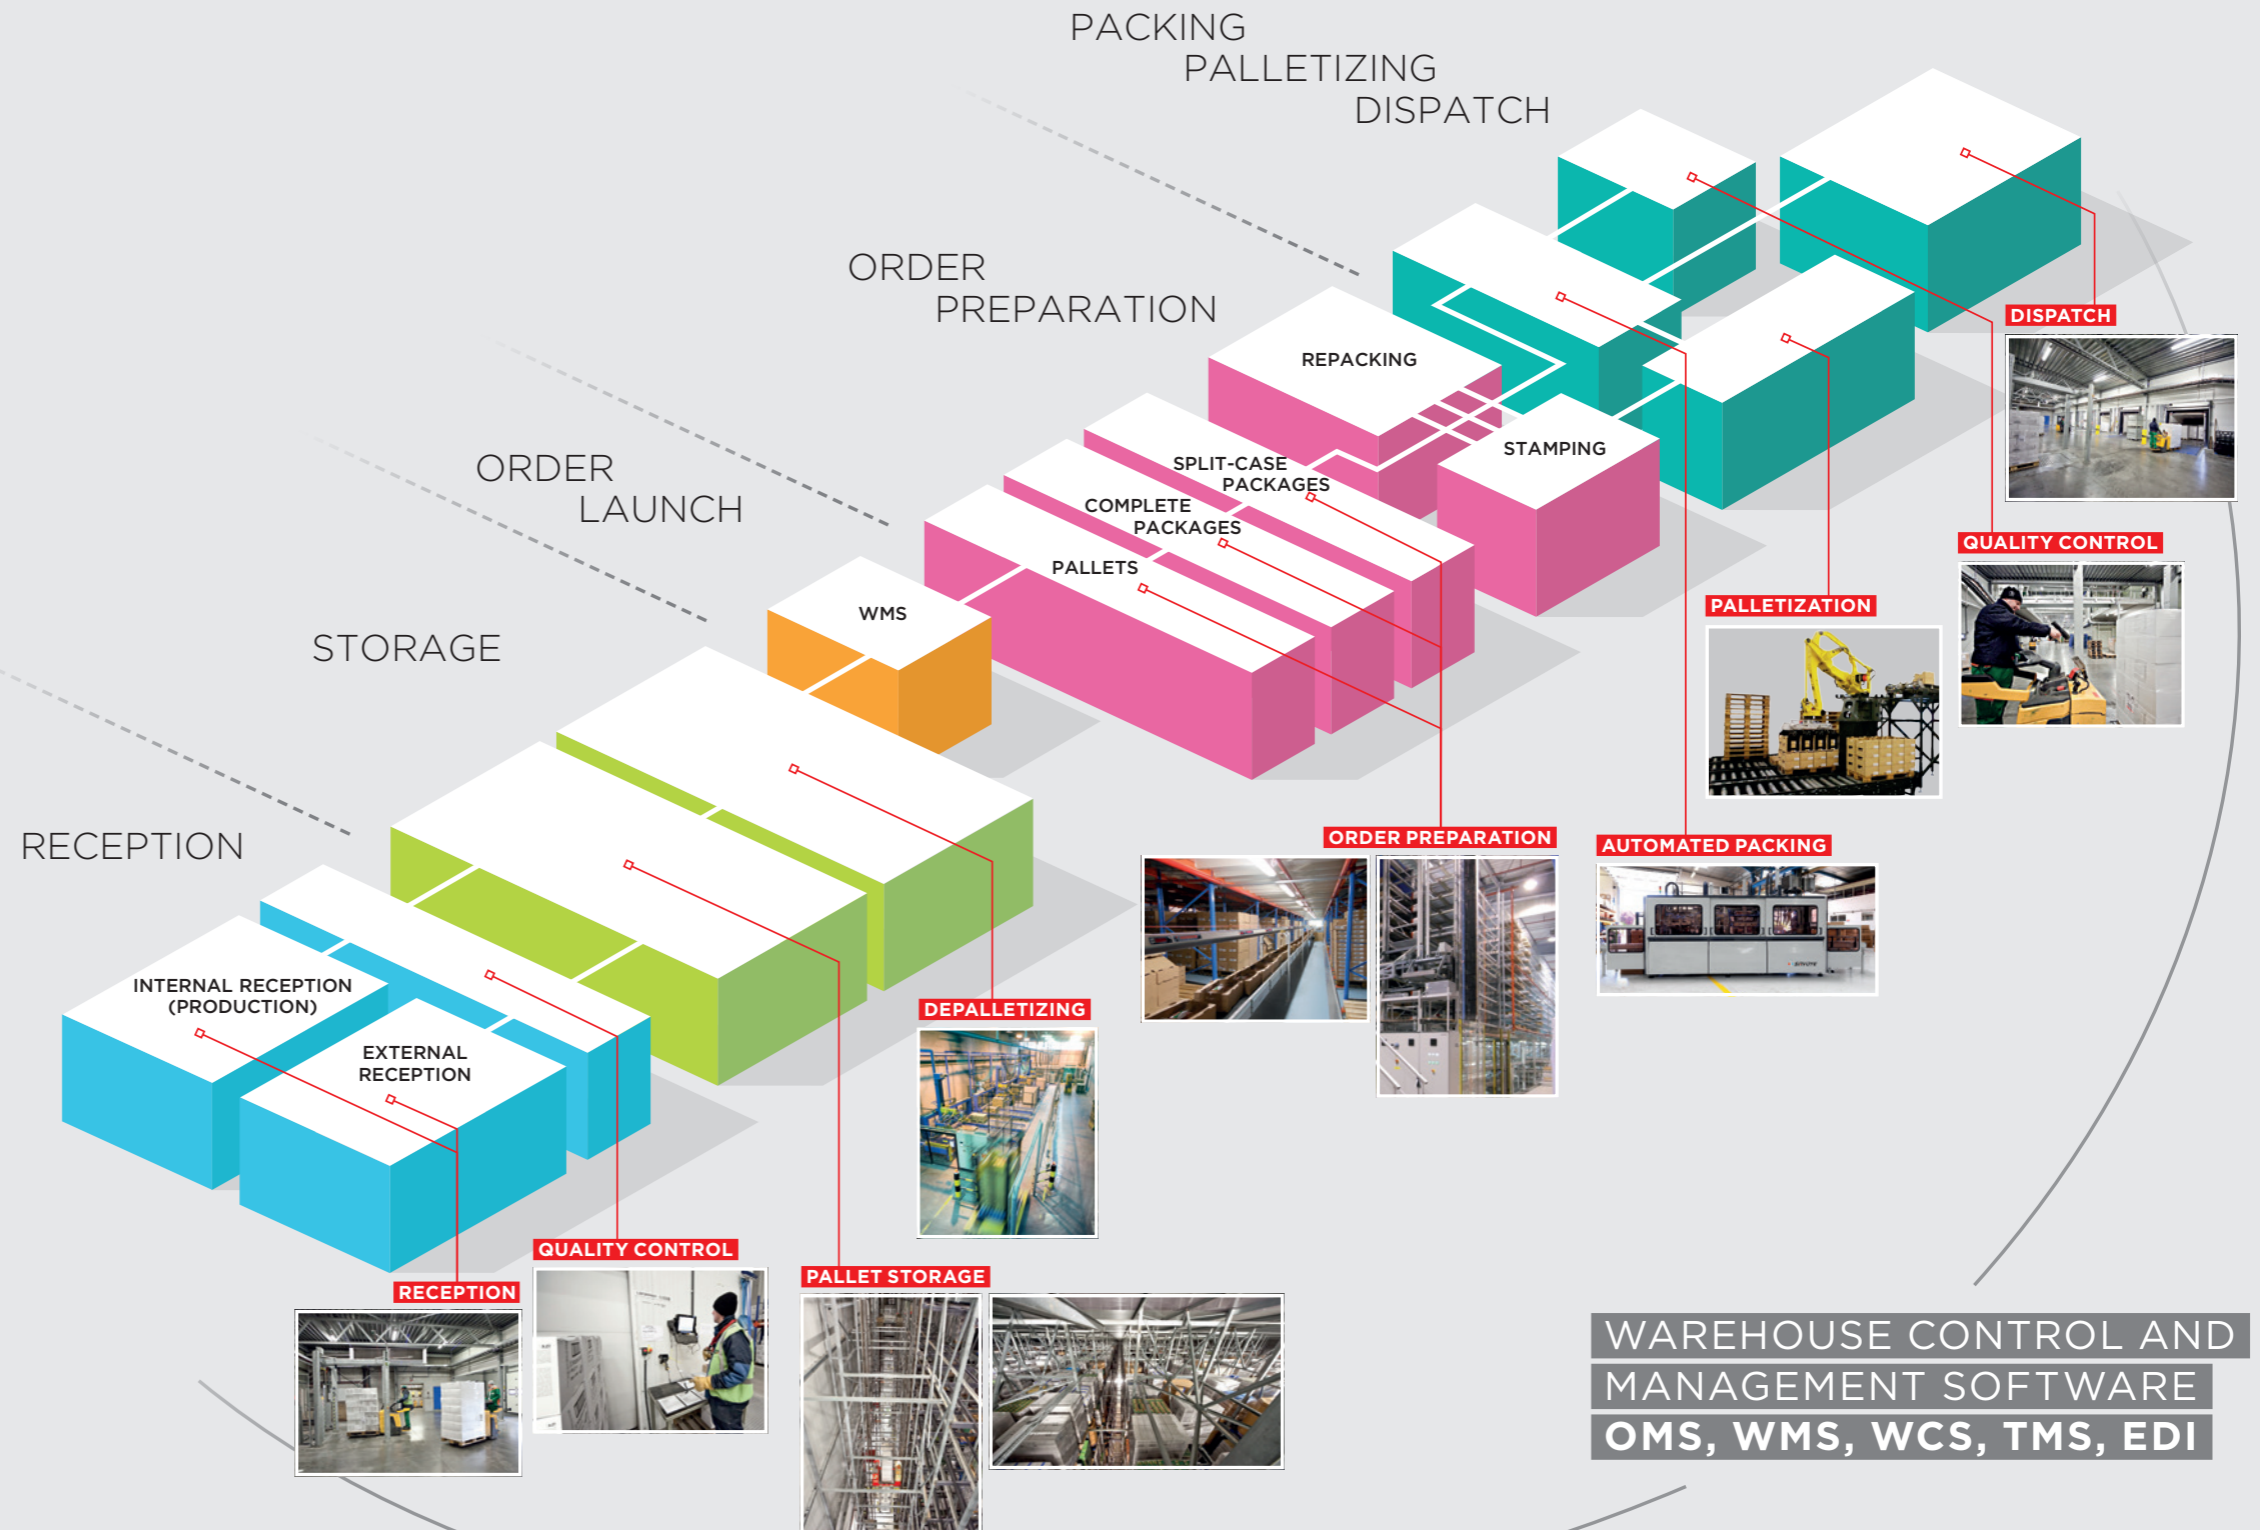 PACKING
PALLETIZING
DISPATCH
ORDER
PREPARATION
ORDER
LAUNCH
STORAGE
RECEPTION
REPACKING
STAMPING
SPLIT-CASE
PACKAGES
COMPLETE
PACKAGES
PALLETS
WMS
INTERNAL RECEPTION
(PRODUCTION)
EXTERNAL
RECEPTION
DISPATCH
QUALITY CONTROL
PALLETIZATION
ORDER PREPARATION
AUTOMATED PACKING
DEPALLETIZING
QUALITY CONTROL
PALLET STORAGE
RECEPTION
WAREHOUSE CONTROL AND
MANAGEMENT SOFTWARE
OMS, WMS, WCS, TMS, EDI